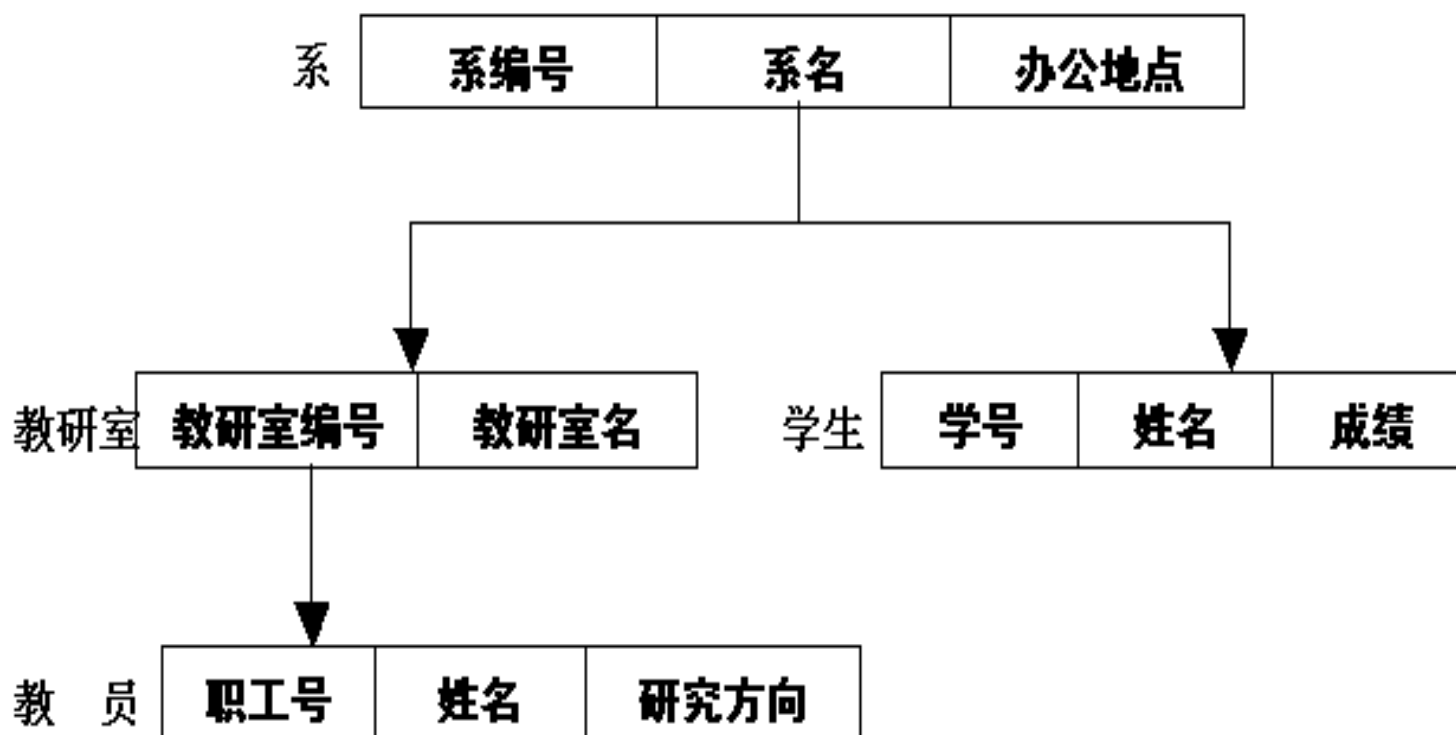 系 系编号 系名 办公地点
教研室 教研室编号 教研室名 学生 学号 姓名 成绩
教 员 职工号 姓名 研究方向